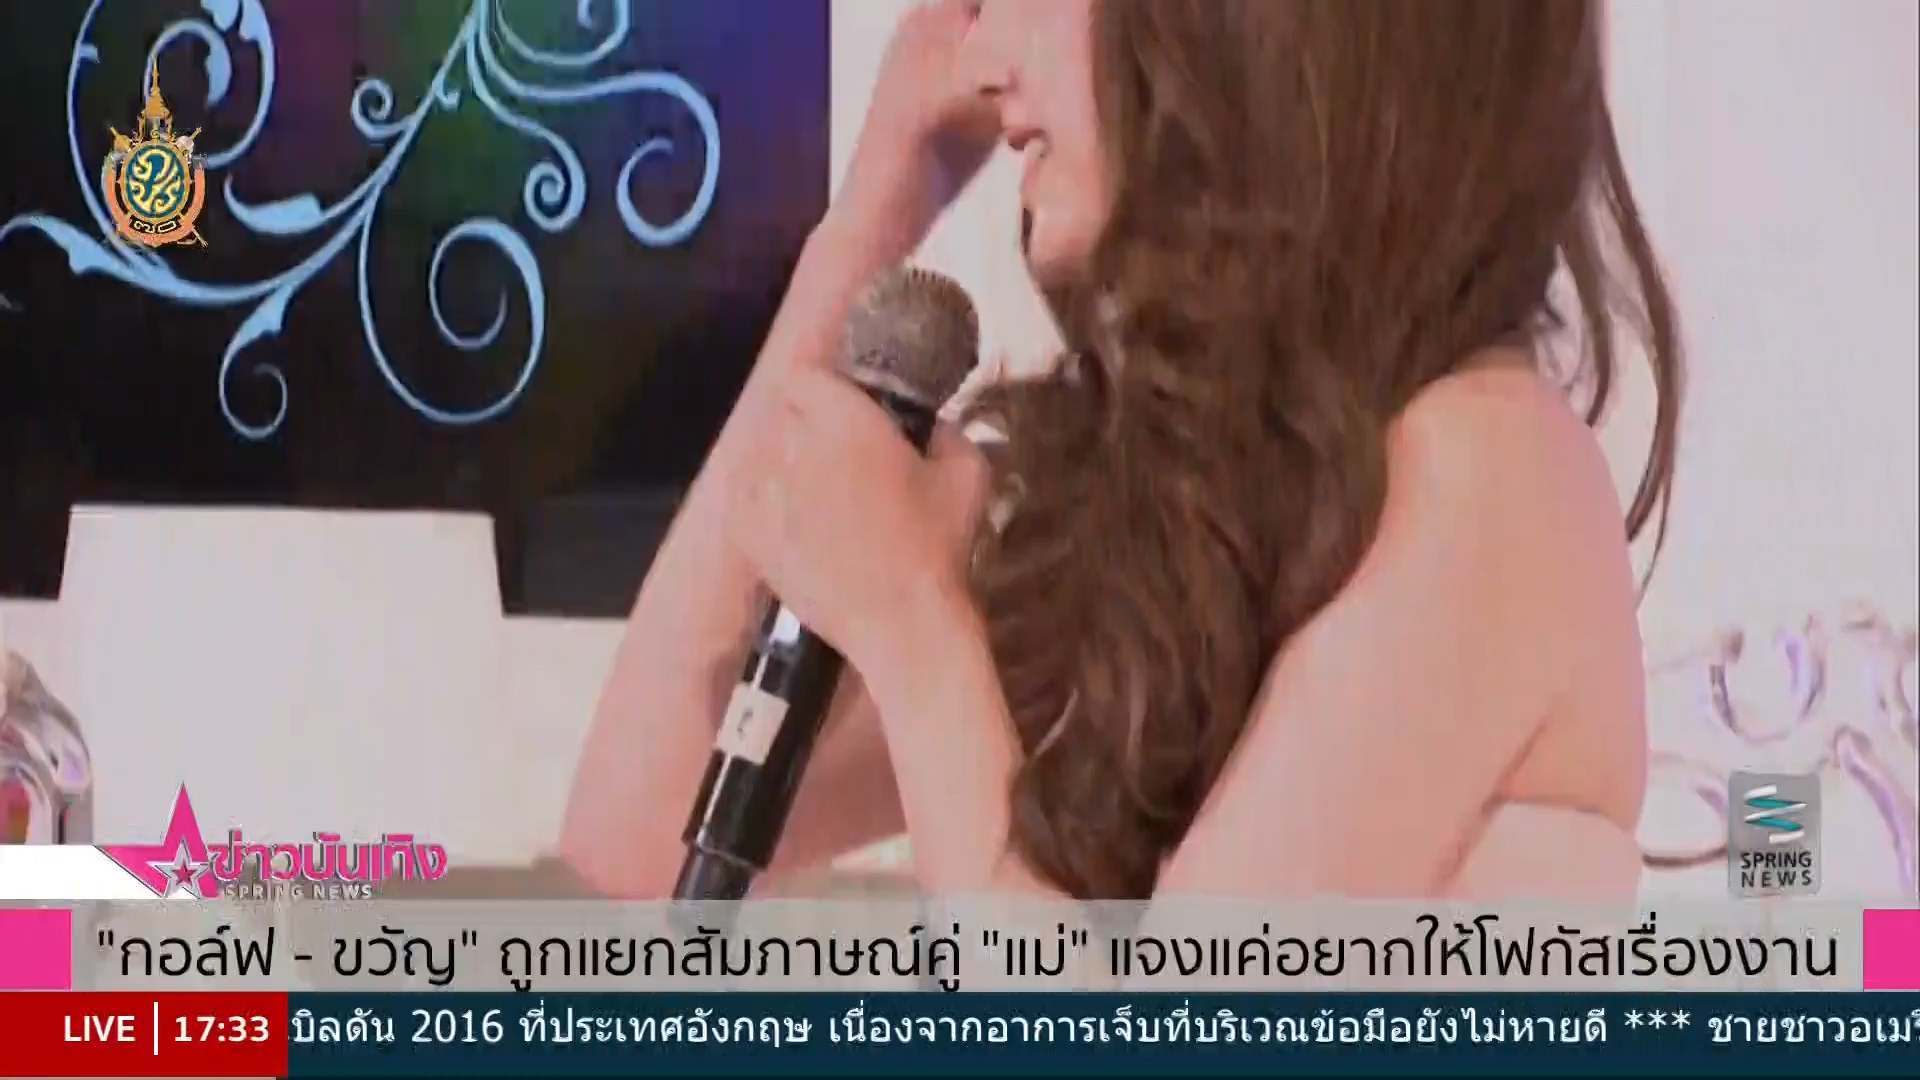 ๗๐
ข่าวบันเทิง
SPRING NEWS
SPRING
NEWS
"กอล์ฟ - ขวัญ" ถูกแยกสัมภาษณ์คู่ "แม่" แจงแค่อยากให้โฟกัสเรื่องงาน
LIVE 17:33 เบิลดัน 2016 ที่ประเทศอังกฤษ เนื่องจากอาการเจ็บที่บริเวณข้อมือยังไม่หายดี *** ชายชาวอเมริ